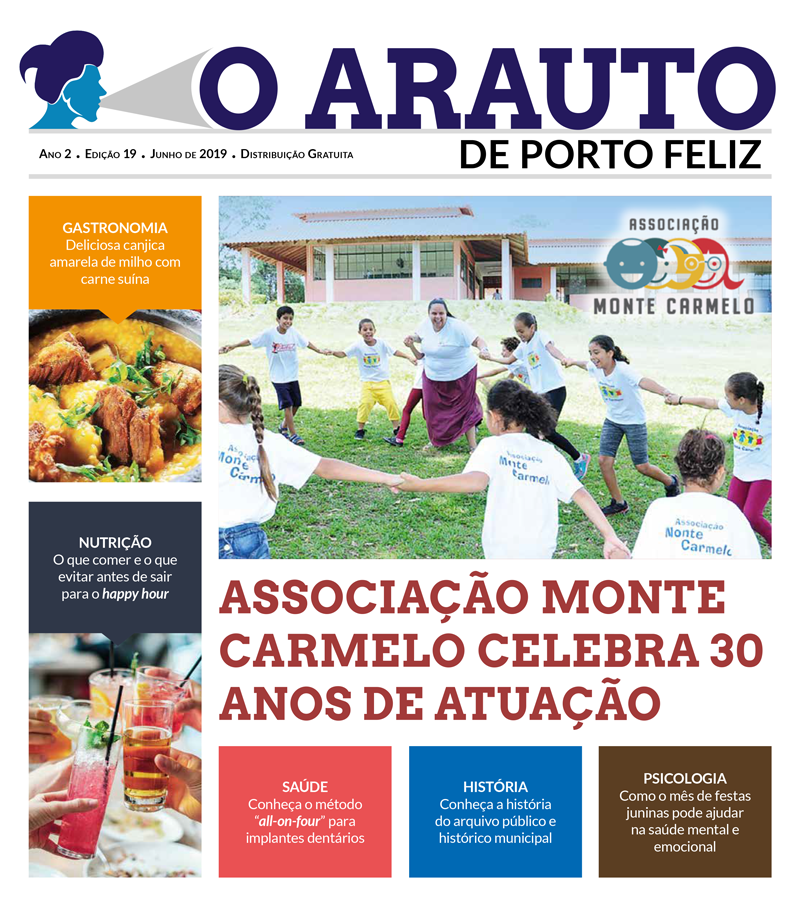 O ARAUTO
DE PORTO FELIZ
ANO 2 . EDIÇÃO 19 . JUNHO DE 2019 . DISTRIBUIÇÃO GRATUITA
GASTRONOMIA
Deliciosa canjica
amarela de milho com
carne suína
ASSOCIAÇÃO
MONTE CARMELO
Associação
Monte
Carmelo
Associação
Monte
Carmelo
Associação
Monte
Carmelo
NUTRIÇÃO
O que comer e o que
evitar antes de sair
para o happy hour
ASSOCIAÇÃO MONTE
CARMELO CELEBRA 30
ANOS DE ATUAÇÃO
SAÚDE
Conheça o método
“all-on-four” para
implantes dentários
HISTÓRIA
Conheça a história
do arquivo público e
histórico municipal
PSICOLOGIA
Como o mês de festas
juninas pode ajudar
na saúde mental e
emocional